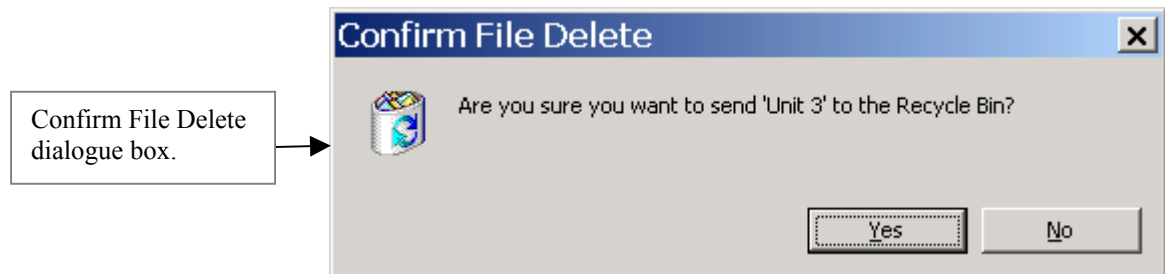 Confirm File Delete
Confirm File Delete
dialogue box.
Are you sure you want to send 'Unit 3' to the Recycle Bin?
Yes
No